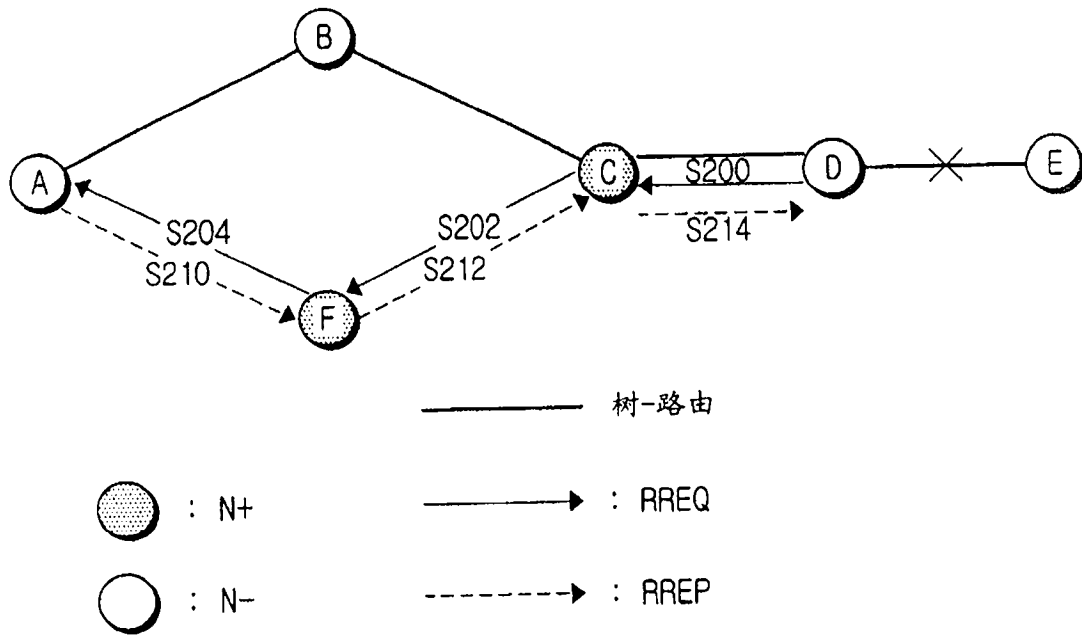 B
A
C
D
E
S200
S204
S202
S214
S210
S212
F
树-路由
: N+
: RREQ
: N-
: RREP